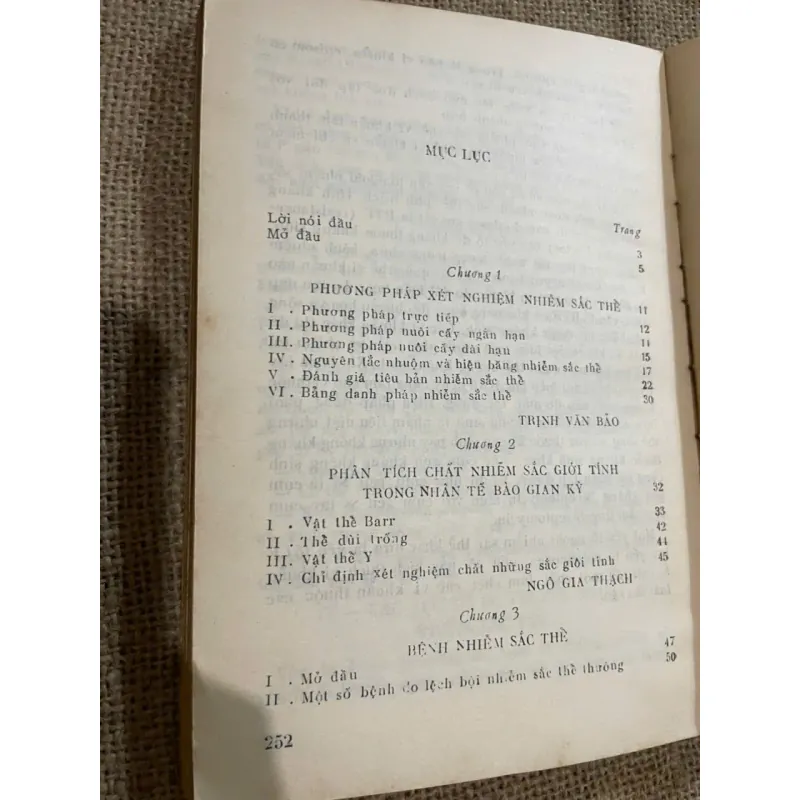 MỤC LỤC
Trang
Lời nói đầu 3
Mở đầu 5
Chương 1
PHƯƠNG PHÁP XÉT NGHIỆM NHIỄM SẮC THỂ 11
I . Phương pháp trực tiếp 12
II . Phương pháp nuôi cấy ngắn hạn 14
III. Phương pháp nuôi cấy dài hạn 15
IV. Nguyên tắc nhuộm và hiện băng nhiễm sắc thể 17
V . Đánh giá tiêu bản nhiễm sắc thể 22
VI. Bảng danh pháp nhiễm sắc thể 30
TRỊNH VĂN BẢO
Chương 2
PHÂN TÍCH CHẤT NHIỄM SẮC GIỚI TÍNH
TRONG NHÂN TẾ BÀO GIAN KỲ 32
I . Vật thể Barr 33
II . Thể dùi trống 42
III. Vật thể Y 44
IV. Chỉ định xét nghiệm chất những sắc giới tính 45
NGÔ GIA THẠCH
Chương 3
BỆNH NHIỄM SẮC THỂ
I . Mở đầu 47
II . Một số bệnh do lệch bội nhiễm sắc thể thường 50
252